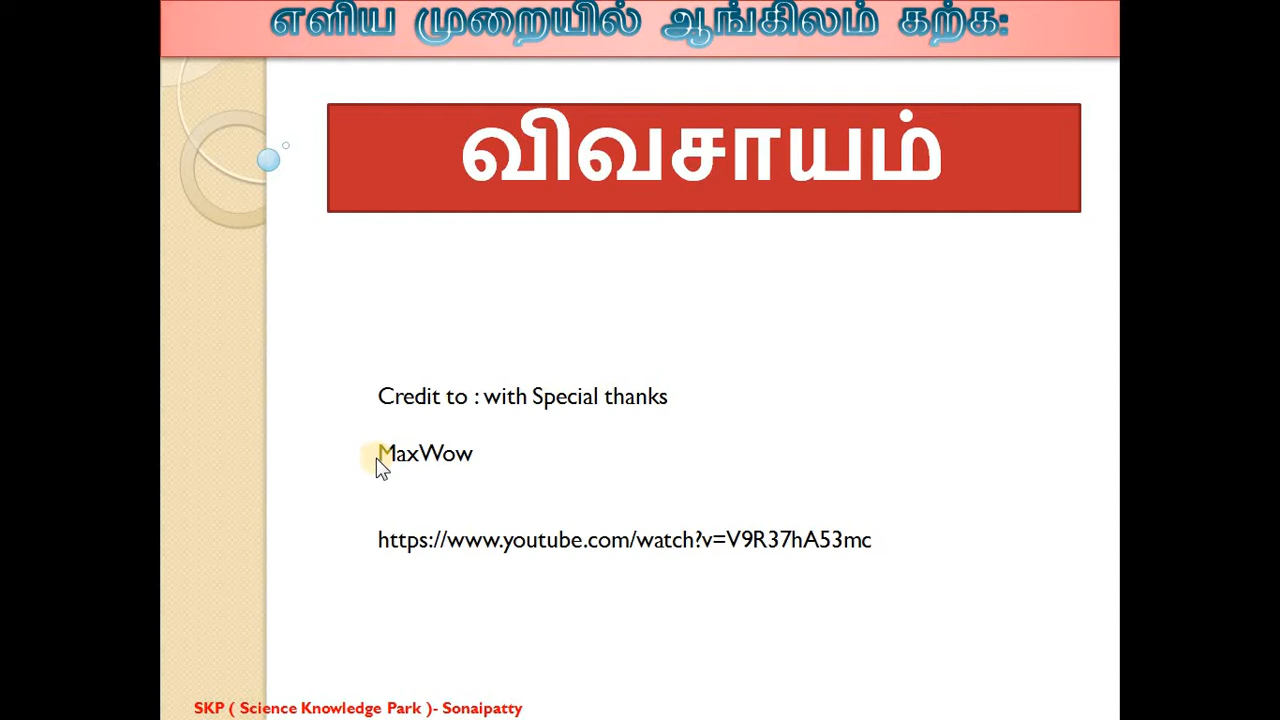 எளிய முறையில் ஆங்கிலம் கற்க:
விவசாயம்
Credit to : with Special thanks
MaxWow
https://www.youtube.com/watch?v=V9R37hA53mc
SKP ( Science Knowledge Park )- Sonaipatty